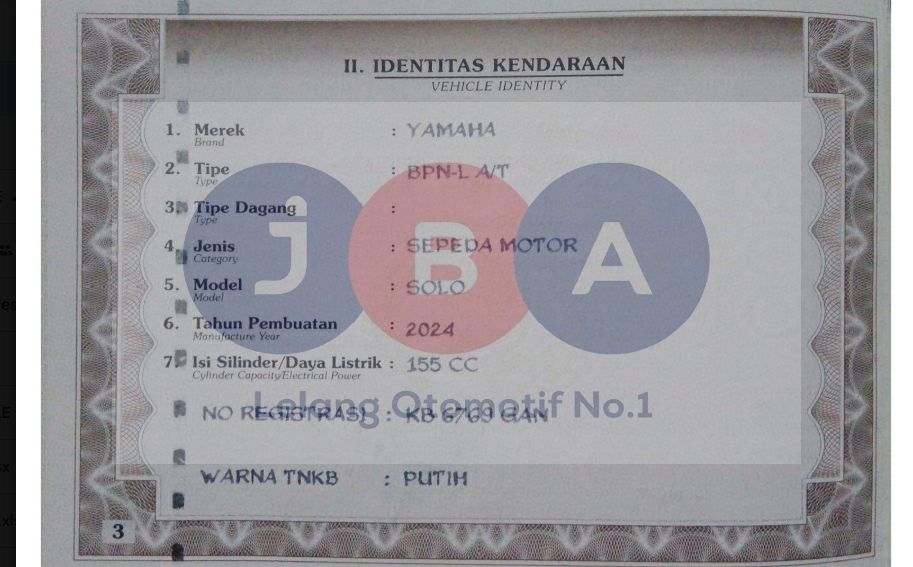 II. IDENTITAS KENDARAAN
VEHICLE IDENTITY
1. Merek : YAMAHA
Brand
2. Tipe : BPN-L A/T
Type
3. Tipe Dagang :
Type
4. Jenis : SEPEDA MOTOR
Category
5. Model : SOLO
Model
6. Tahun Pembuatan : 2024
Manufacture Year
7. Isi Silinder/Daya Listrik : 155 CC
Cylinder Capacity/Electrical Power
NO REGISTRASI : KB 6769 GAN
WARNA TNKB : PUTIH
3
JBA
Lelang Otomotif No.1